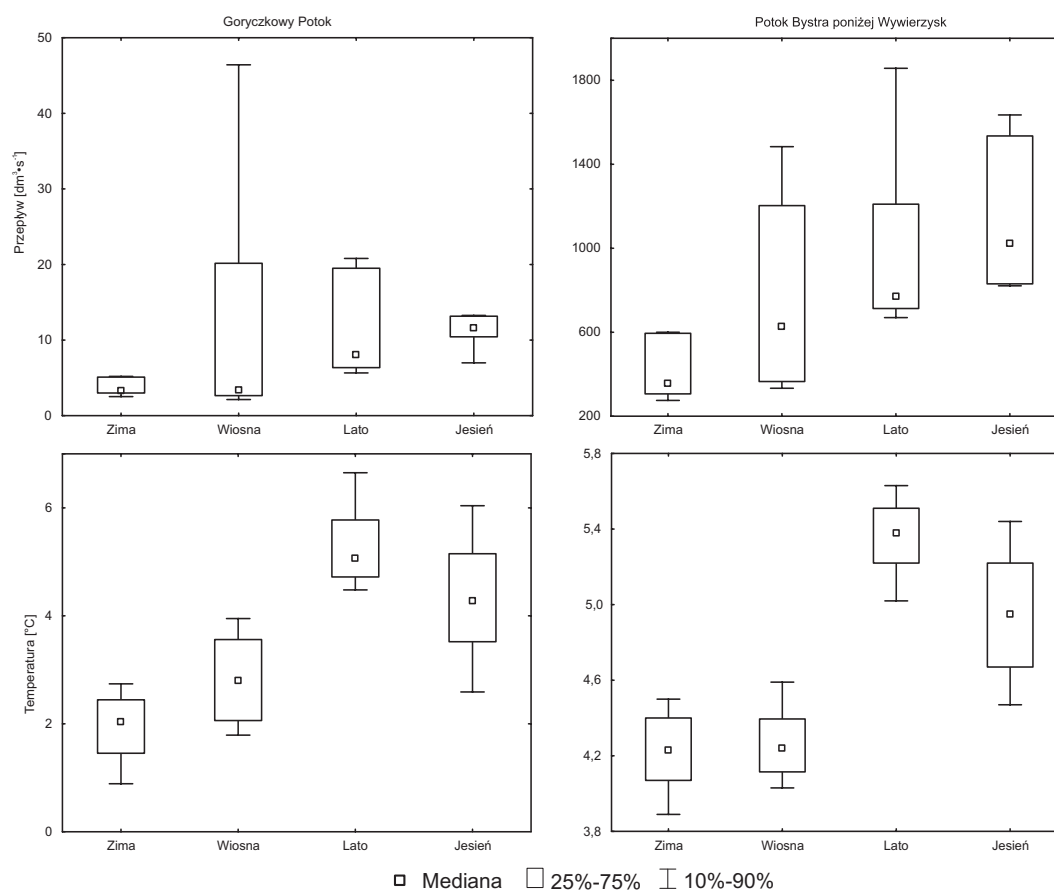 Goryczkowy Potok
Potok Bystra poniżej Wywierzysk
Przepływ [dm³•s⁻¹]
50
40
30
20
10
0
Zima Wiosna Lato Jesień
1800
1400
1000
600
200
Zima Wiosna Lato Jesień
Temperatura [°C]
6
4
2
0
Zima Wiosna Lato Jesień
5,8
5,4
5,0
4,6
4,2
3,8
Zima Wiosna Lato Jesień
Mediana 25%-75% 10%-90%